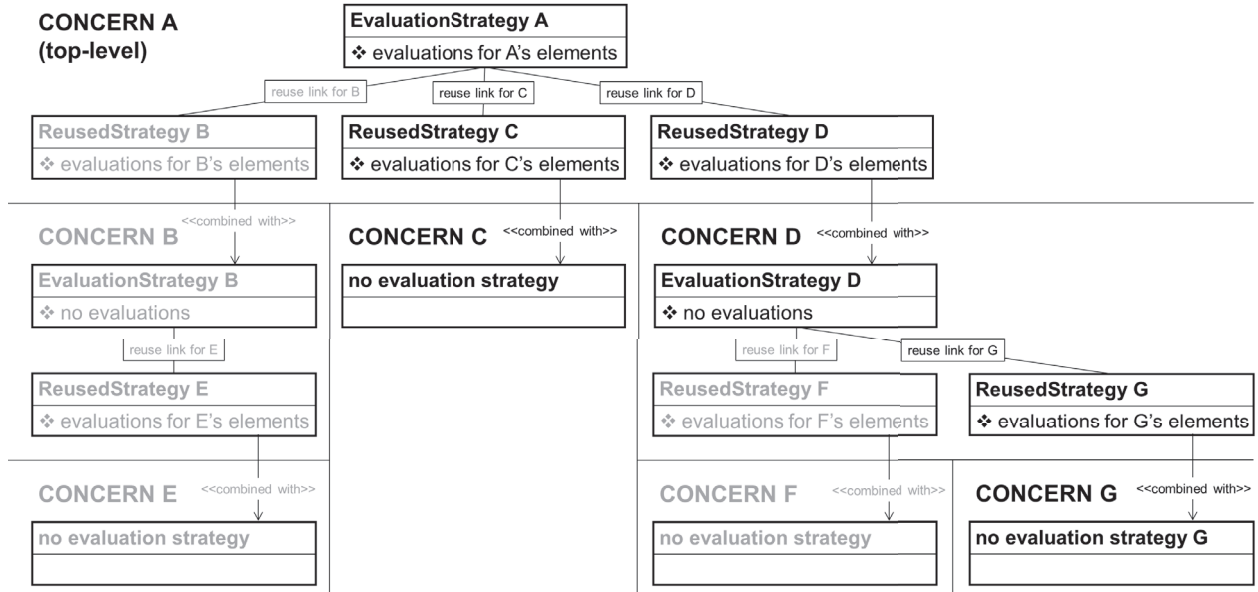 CONCERN A
(top-level)
EvaluationStrategy A
❖ evaluations for A's elements
reuse link for B
reuse link for C
reuse link for D
ReusedStrategy B
❖ evaluations for B's elements
ReusedStrategy C
❖ evaluations for C's elements
ReusedStrategy D
❖ evaluations for D's elements
CONCERN B
<<combined with>>
EvaluationStrategy B
❖ no evaluations
reuse link for E
ReusedStrategy E
❖ evaluations for E's elements
CONCERN C
<<combined with>>
no evaluation strategy
CONCERN D
<<combined with>>
EvaluationStrategy D
❖ no evaluations
reuse link for F
reuse link for G
ReusedStrategy F
❖ evaluations for F's elements
ReusedStrategy G
❖ evaluations for G's elements
CONCERN E
<<combined with>>
no evaluation strategy
CONCERN F
<<combined with>>
no evaluation strategy
CONCERN G
<<combined with>>
no evaluation strategy G